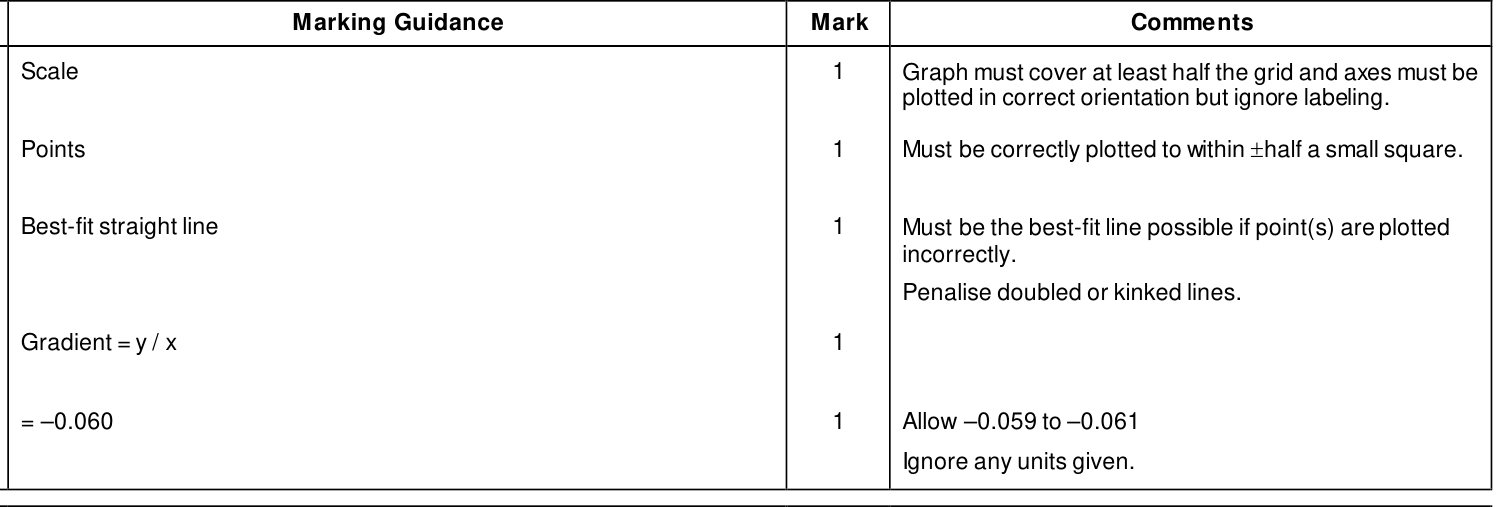 Marking Guidance Mark Comments
Scale 1 Graph must cover at least half the grid and axes must be
plotted in correct orientation but ignore labeling.
Points 1 Must be correctly plotted to within ±half a small square.
Best-fit straight line 1 Must be the best-fit line possible if point(s) are plotted
incorrectly.
Penalise doubled or kinked lines.
Gradient = y / x 1
= –0.060 1 Allow –0.059 to –0.061
Ignore any units given.